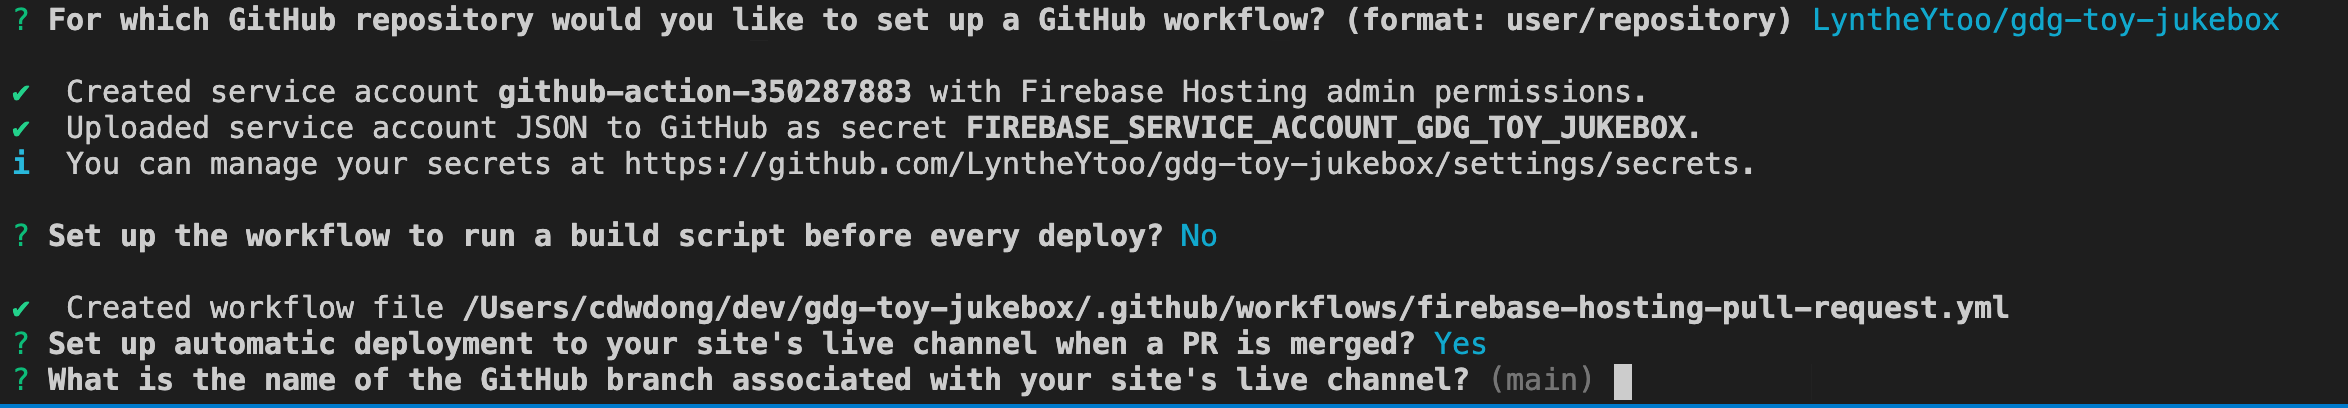 ? For which GitHub repository would you like to set up a GitHub workflow? (format: user/repository) LyntheYtoo/gdg-toy-jukebox
✔  Created service account github-action-350287883 with Firebase Hosting admin permissions.
✔  Uploaded service account JSON to GitHub as secret FIREBASE_SERVICE_ACCOUNT_GDG_TOY_JUKEBOX.
i  You can manage your secrets at https://github.com/LyntheYtoo/gdg-toy-jukebox/settings/secrets.
? Set up the workflow to run a build script before every deploy? No
✔  Created workflow file /Users/cdwdong/dev/gdg-toy-jukebox/.github/workflows/firebase-hosting-pull-request.yml
? Set up automatic deployment to your site's live channel when a PR is merged? Yes
? What is the name of the GitHub branch associated with your site's live channel? (main)